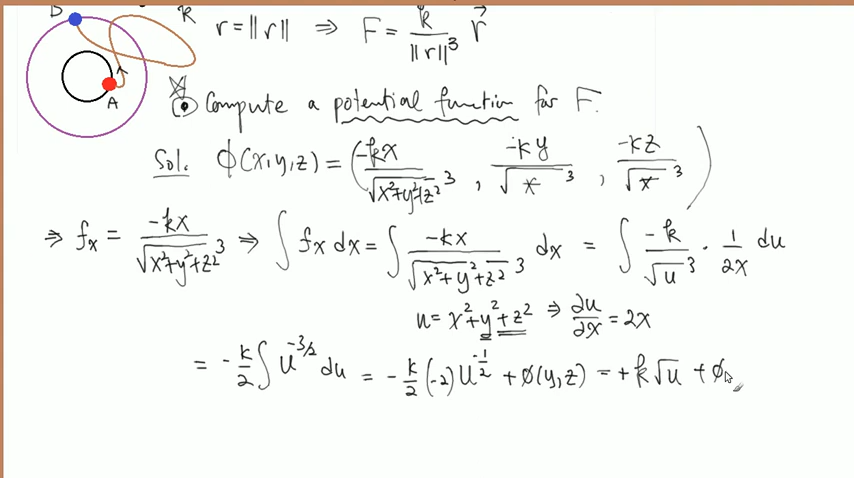 B k r = ||r|| ⇒ F = k/||r||³ r⃗
A
Compute a potential function for F.
Sol. ϕ(x,y,z) = (-kx/√(x²+y²+z²)³, -ky/√(*)³, -kz/√(*)³)
⇒ fx = -kx/√(x²+y²+z²)³ ⇒ ∫ fx dx = ∫ -kx/√(x²+y²+z²)³ dx = ∫ -k/√u³ · 1/2x du
u = x²+y²+z² ⇒ ∂u/∂x = 2x
= -k/2 ∫ u^(-3/2) du = -k/2 (-2) u^(-1/2) + ϕ(y,z) = +k√u + ϕ